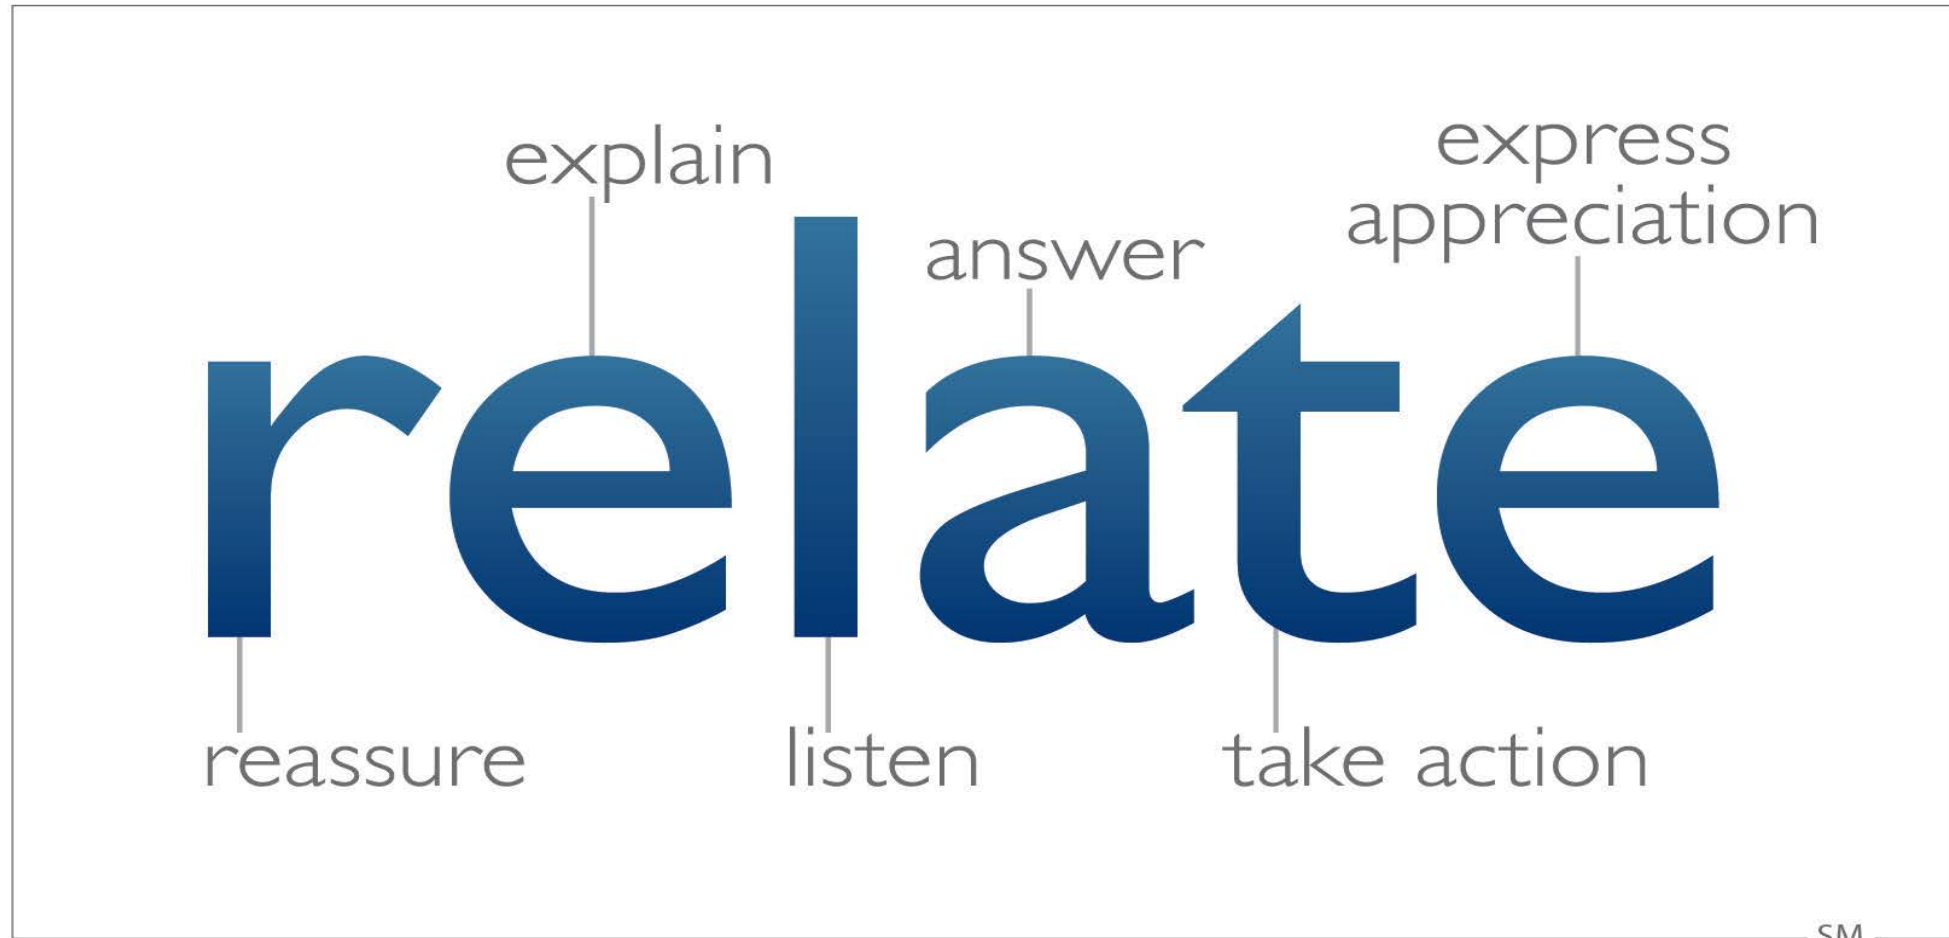 explain
express
appreciation
answer
relate
reassure
listen
take action
SM